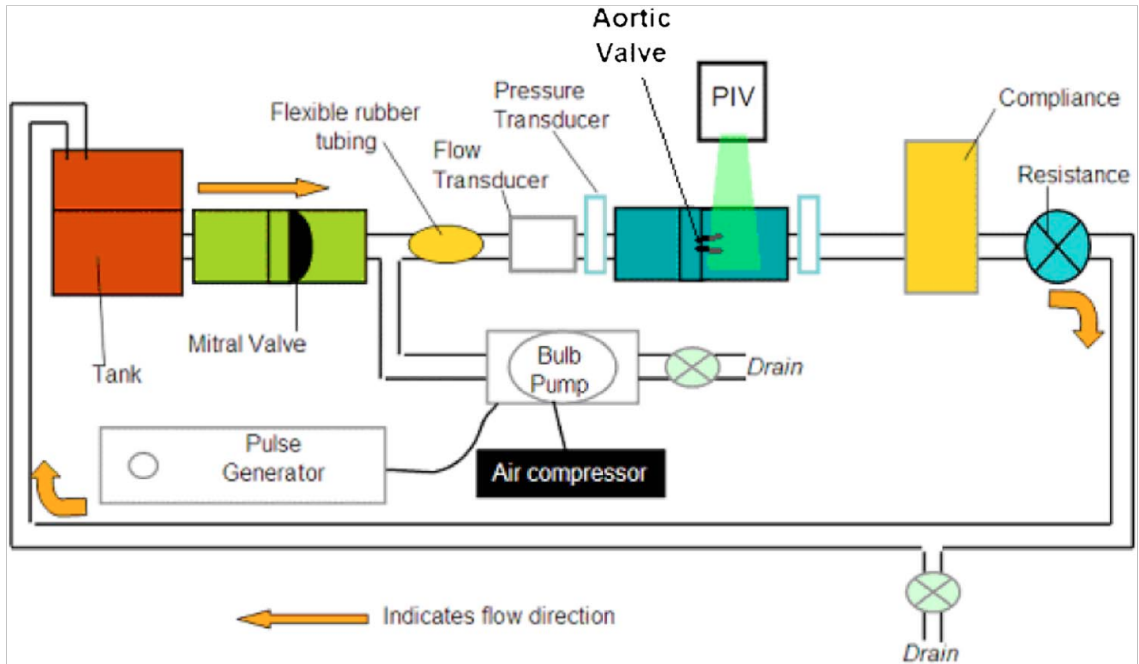 Aortic
Valve
PIV
Pressure
Transducer
Compliance
Flexible rubber
tubing
Flow
Transducer
Resistance
Mitral Valve
Tank
Bulb
Pump
Drain
Pulse
Generator
Air compressor
Indicates flow direction
Drain